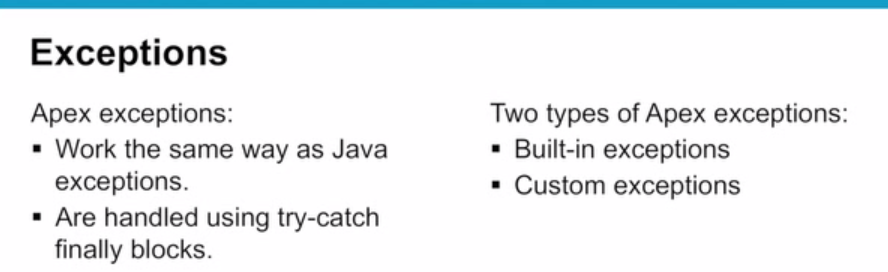 Exceptions
Apex exceptions:
▪ Work the same way as Java
exceptions.
▪ Are handled using try-catch
finally blocks.
Two types of Apex exceptions:
▪ Built-in exceptions
▪ Custom exceptions